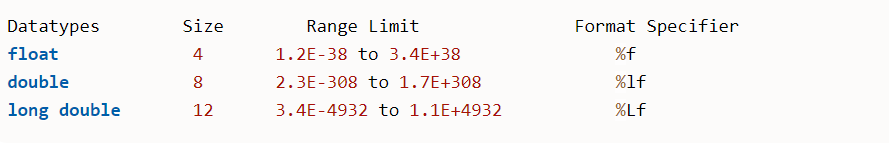 Datatypes Size Range Limit Format Specifier
float 4 1.2E-38 to 3.4E+38 %f
double 8 2.3E-308 to 1.7E+308 %lf
long double 12 3.4E-4932 to 1.1E+4932 %Lf